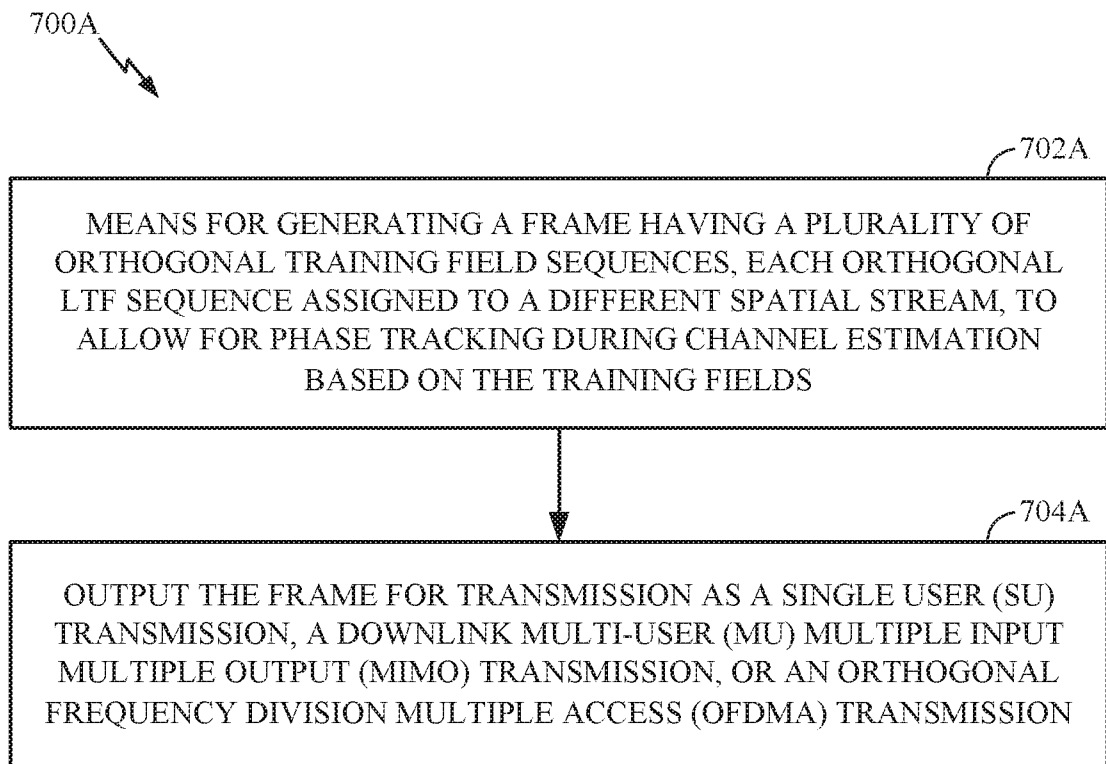 700A
702A
MEANS FOR GENERATING A FRAME HAVING A PLURALITY OF
ORTHOGONAL TRAINING FIELD SEQUENCES, EACH ORTHOGONAL
LTF SEQUENCE ASSIGNED TO A DIFFERENT SPATIAL STREAM, TO
ALLOW FOR PHASE TRACKING DURING CHANNEL ESTIMATION
BASED ON THE TRAINING FIELDS
704A
OUTPUT THE FRAME FOR TRANSMISSION AS A SINGLE USER (SU)
TRANSMISSION, A DOWNLINK MULTI-USER (MU) MULTIPLE INPUT
MULTIPLE OUTPUT (MIMO) TRANSMISSION, OR AN ORTHOGONAL
FREQUENCY DIVISION MULTIPLE ACCESS (OFDMA) TRANSMISSION